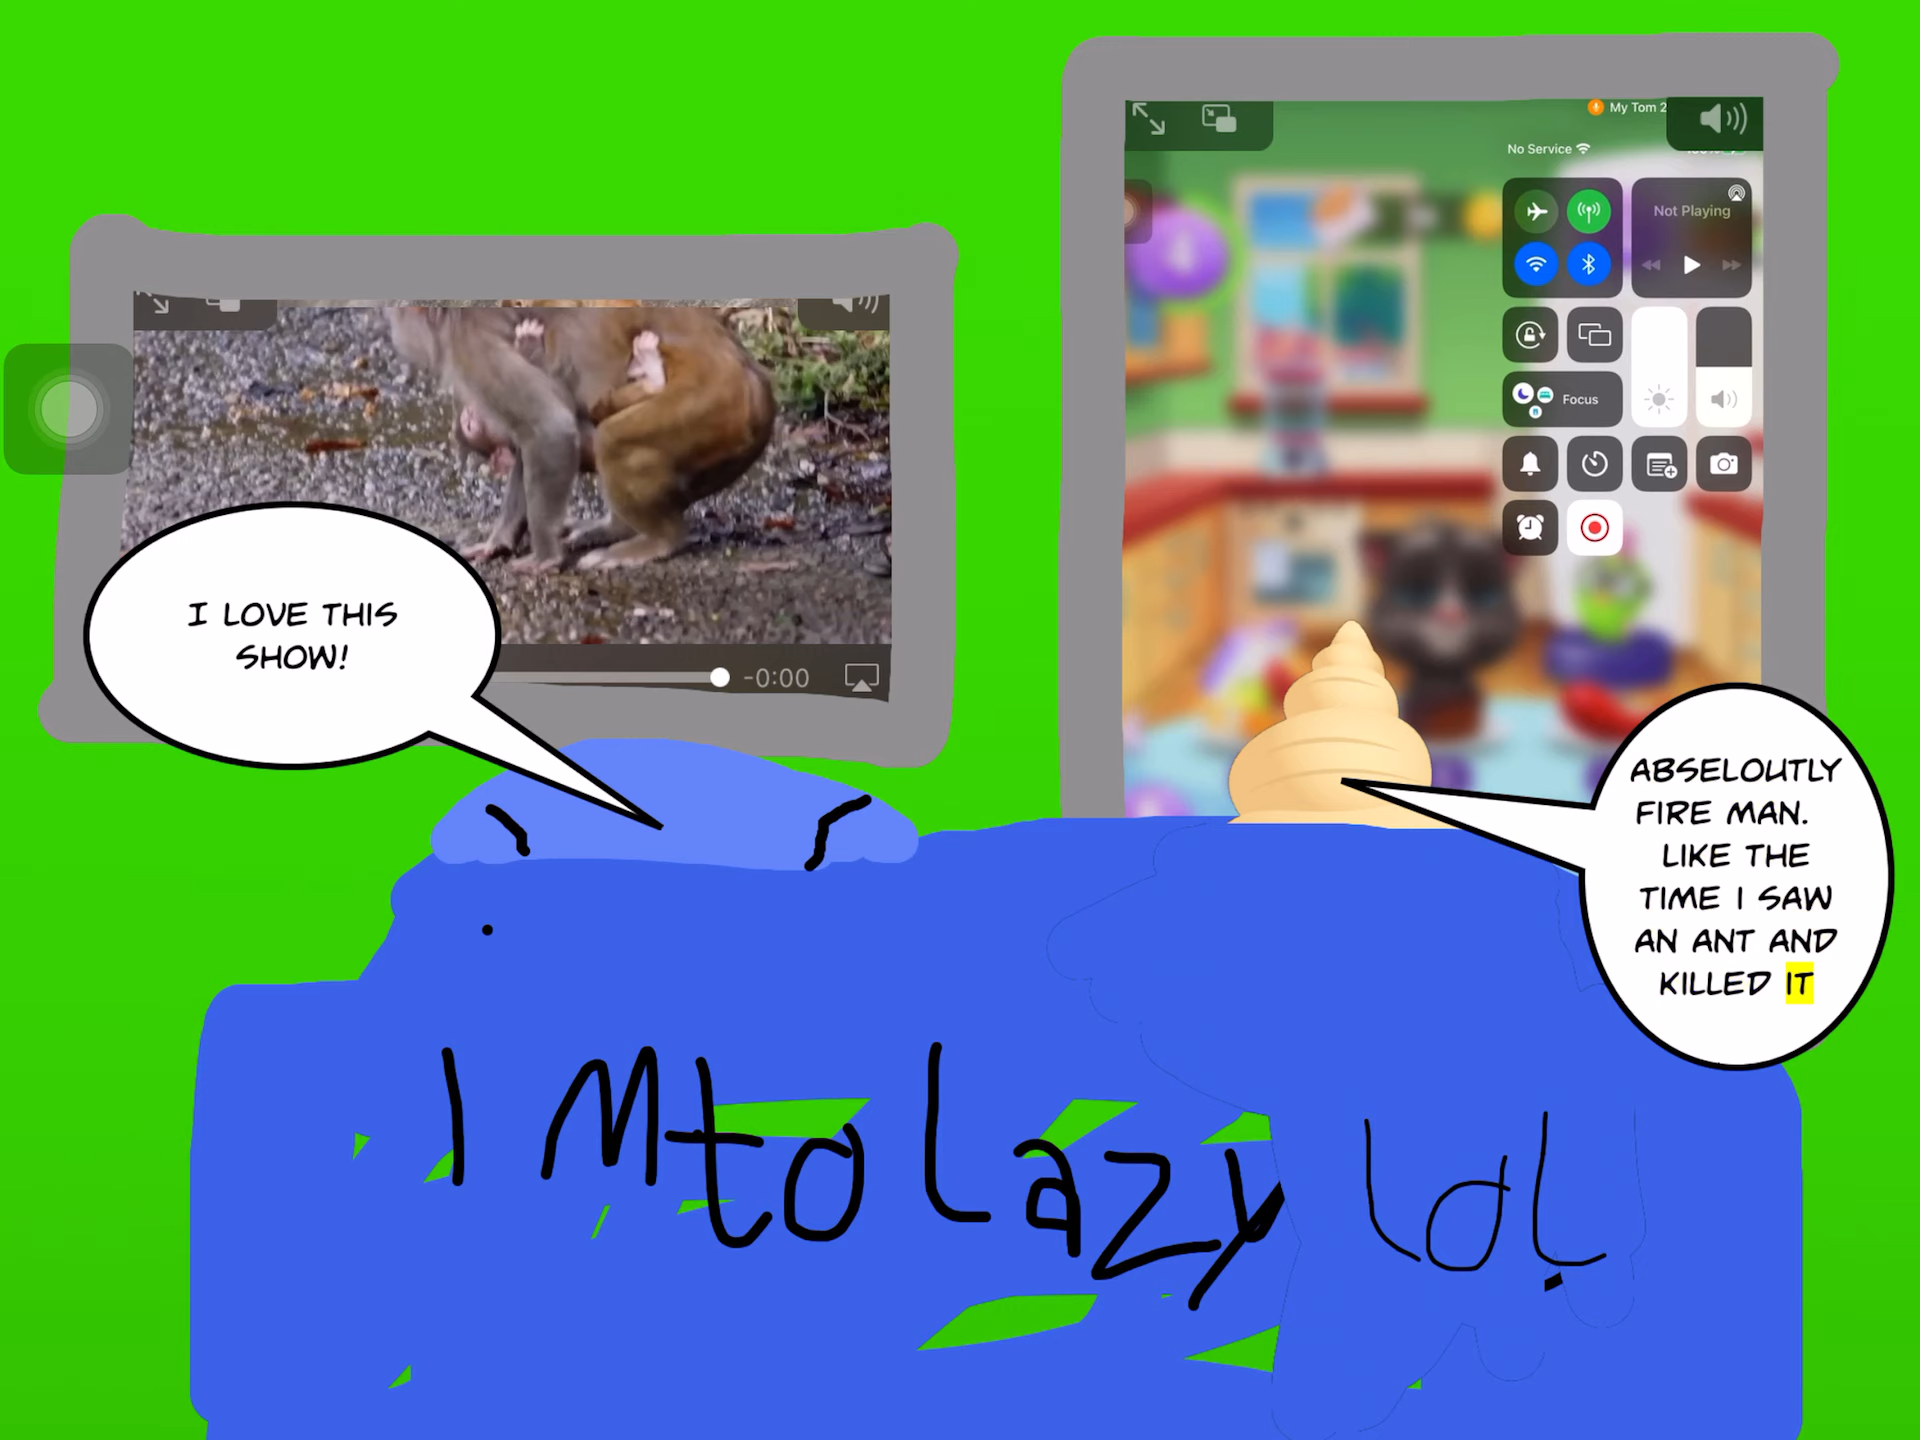 My Tom 2
No Service
Not Playing
Focus
I LOVE THIS
SHOW!
-0:00
ABSELOUTLY
FIRE MAN.
LIKE THE
TIME I SAW
AN ANT AND
KILLED IT
I M to Lazy lol